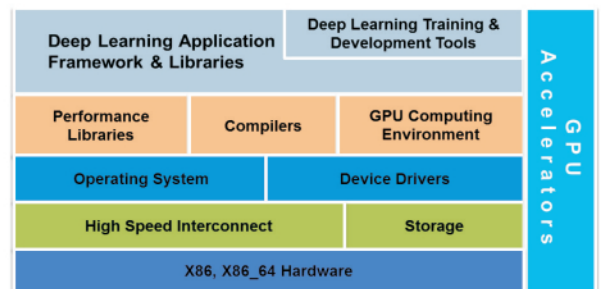 Deep Learning Application
Framework & Libraries
Deep Learning Training &
Development Tools
Performance
Libraries
Compilers
GPU Computing
Environment
Operating System
Device Drivers
High Speed Interconnect
Storage
X86, X86_64 Hardware
GPU
Accelerators